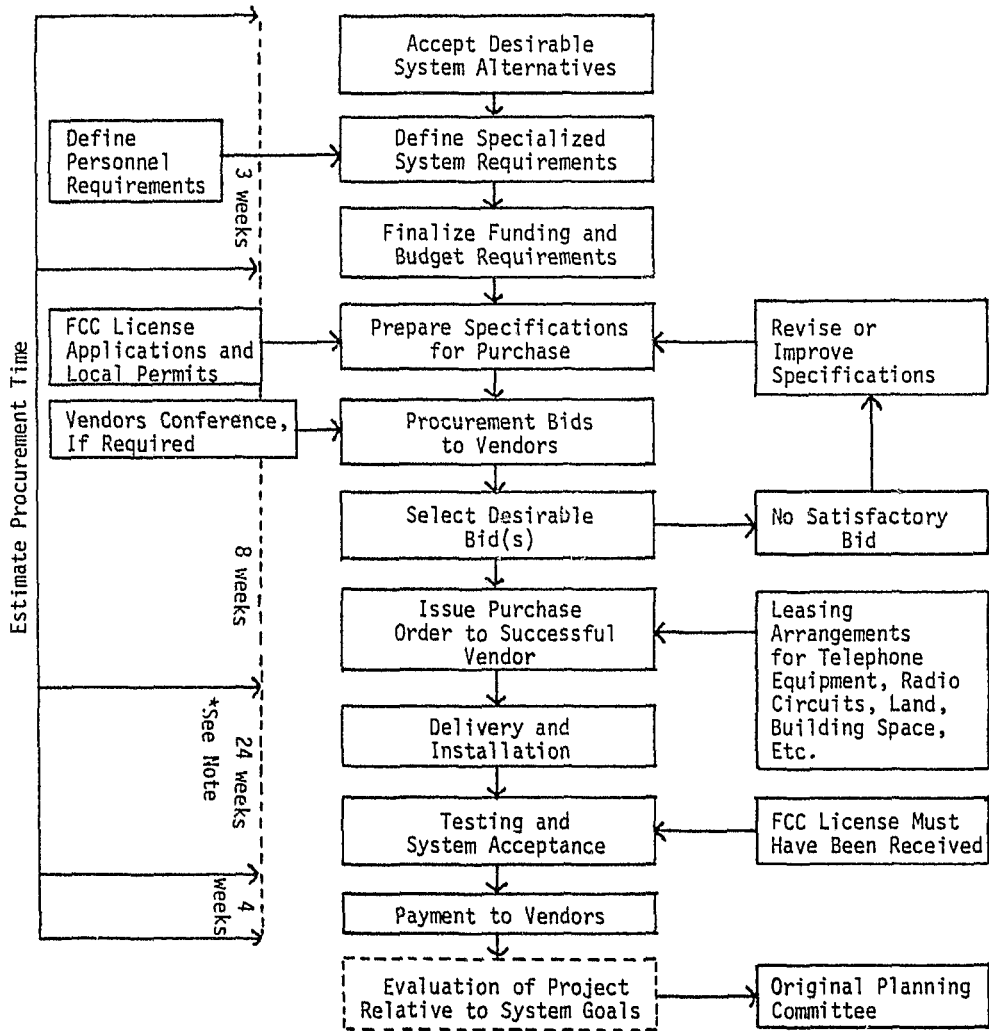 Accept Desirable
System Alternatives
Define
Personnel
Requirements
Define Specialized
System Requirements
3 weeks
Finalize Funding and
Budget Requirements
Estimate Procurement Time
FCC License
Applications and
Local Permits
Prepare Specifications
for Purchase
Revise or
Improve
Specifications
Vendors Conference,
If Required
Procurement Bids
to Vendors
Select Desirable
Bid(s)
No Satisfactory
Bid
8 weeks
Issue Purchase
Order to Successful
Vendor
Leasing
Arrangements
for Telephone
Equipment, Radio
Circuits, Land,
Building Space,
Etc.
24 weeks
*See Note
Delivery and
Installation
Testing and
System Acceptance
FCC License Must
Have Been Received
4
weeks
Payment to Vendors
Evaluation of Project
Relative to System Goals
Original Planning
Committee